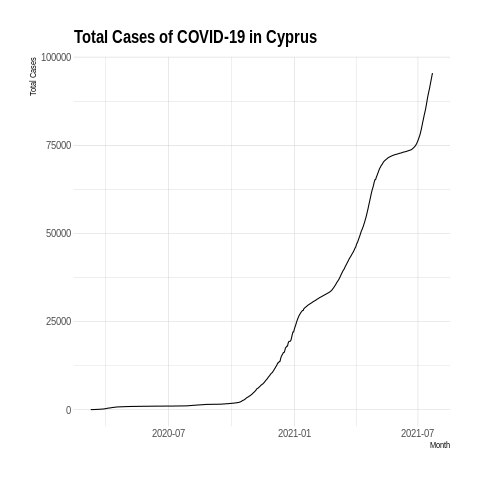 Total Cases of COVID-19 in Cyprus
Total Cases
100000
75000
50000
25000
0
2020-07 2021-01 2021-07
Month